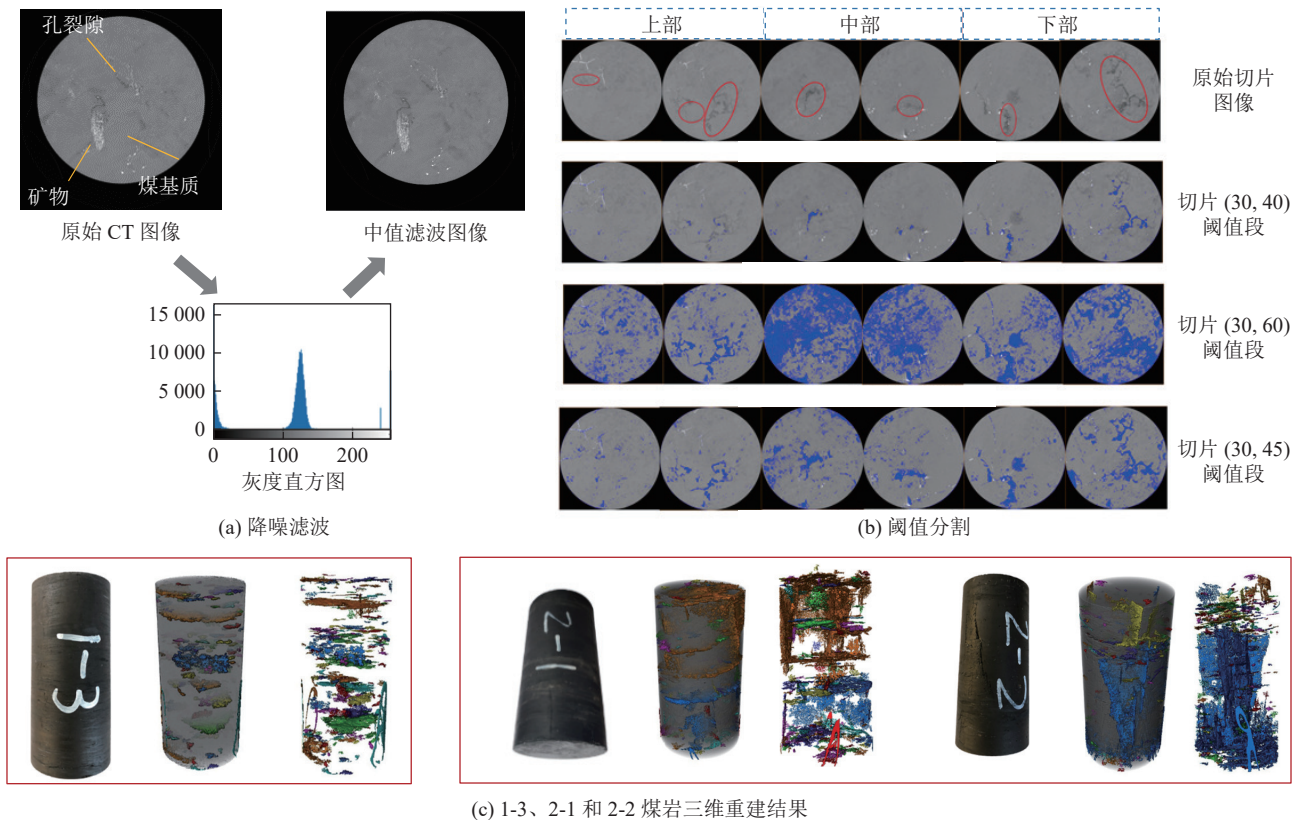 孔裂隙
矿物
煤基质
原始 CT 图像
中值滤波图像
15 000
10 000
5 000
0
0
100
200
灰度直方图
(a) 降噪滤波
上部
中部
下部
原始切片
图像
切片 (30, 40)
阈值段
切片 (30, 60)
阈值段
切片 (30, 45)
阈值段
(b) 阈值分割
1-3
2-1
2-2
(c) 1-3、2-1 和 2-2 煤岩三维重建结果